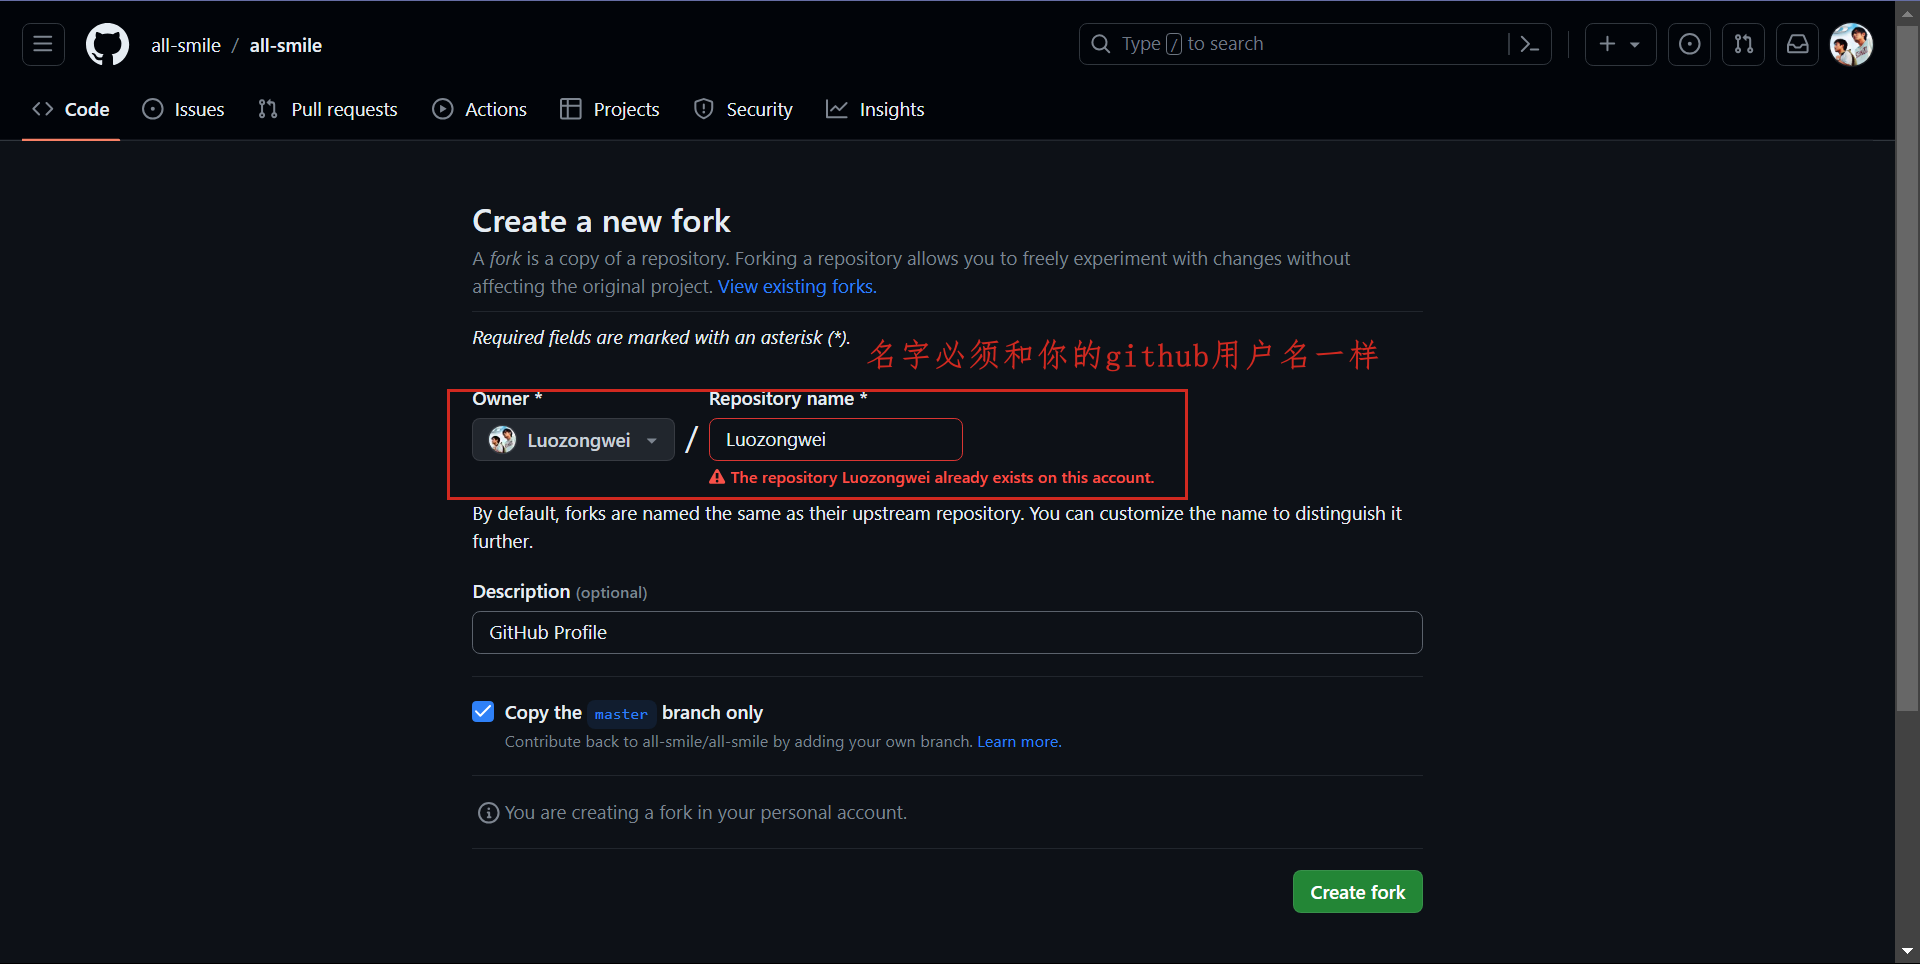 all-smile / all-smile
Type / to search
Code Issues Pull requests Actions Projects Security Insights
Create a new fork
A fork is a copy of a repository. Forking a repository allows you to freely experiment with changes without
affecting the original project. View existing forks.
Required fields are marked with an asterisk (*).
名字必须和你的github用户名一样
Owner * Repository name *
Luozongwei / Luozongwei
The repository Luozongwei already exists on this account.
By default, forks are named the same as their upstream repository. You can customize the name to distinguish it
further.
Description (optional)
GitHub Profile
Copy the master branch only
Contribute back to all-smile/all-smile by adding your own branch. Learn more.
You are creating a fork in your personal account.
Create fork